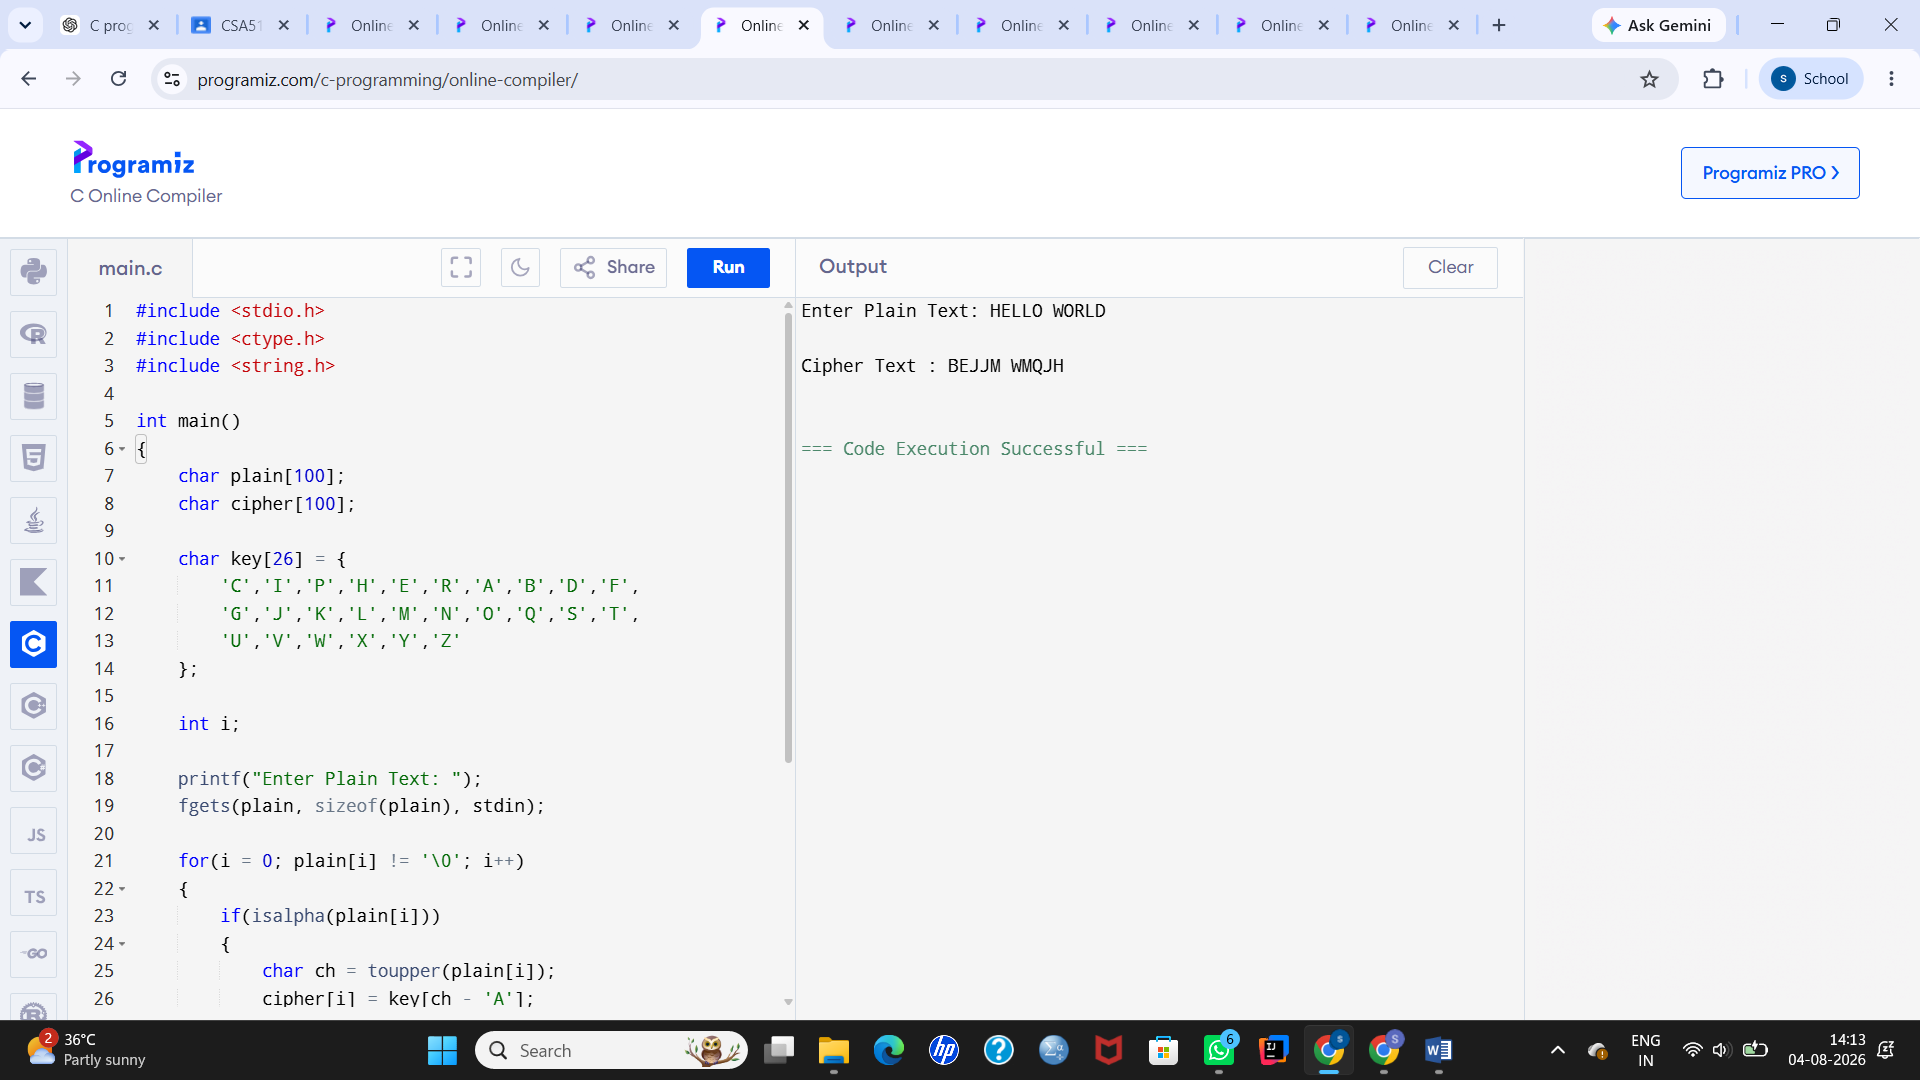 C prog
CSA51
Online
Online
Online
Online
Online
Online
Online
Online
Online
Ask Gemini
programiz.com/c-programming/online-compiler/
S
School
Programiz
C Online Compiler
Programiz PRO
main.c
Share
Run
Output
Clear
1 #include <stdio.h>
2 #include <ctype.h>
3 #include <string.h>
4
5 int main()
6 {
7 char plain[100];
8 char cipher[100];
9
10 char key[26] = {
11 'C','I','P','H','E','R','A','B','D','F',
12 'G','J','K','L','M','N','O','Q','S','T',
13 'U','V','W','X','Y','Z'
14 };
15
16 int i;
17
18 printf("Enter Plain Text: ");
19 fgets(plain, sizeof(plain), stdin);
20
21 for(i = 0; plain[i] != '\0'; i++)
22 {
23 if(isalpha(plain[i]))
24 {
25 char ch = toupper(plain[i]);
26 cipher[i] = key[ch - 'A'];
Enter Plain Text: HELLO WORLD
Cipher Text : BEJJM WMQJH
=== Code Execution Successful ===
JS
TS
GO
2
36°C
Partly sunny
Search
hp
6
S
S
ENG
IN
14:13
04-08-2026